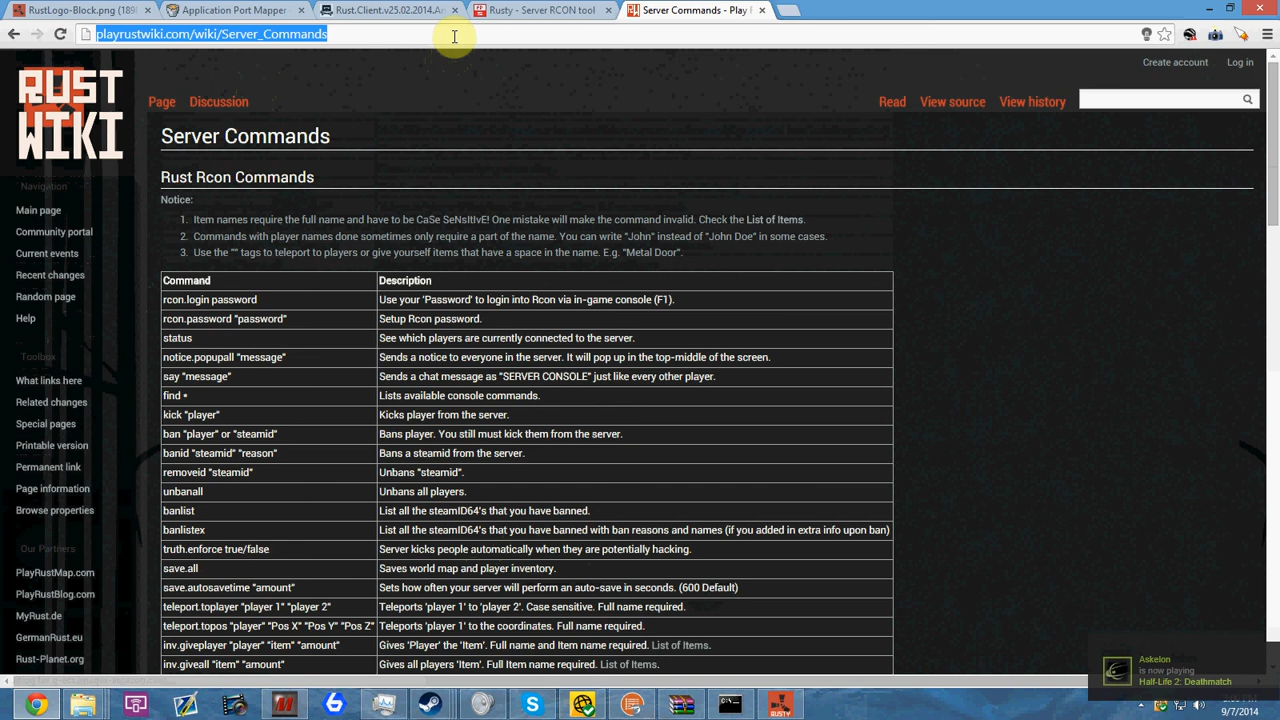 RustLogo-Block.png (189
Application Port Mapper
Rust.Client.v25.02.2014.An
Rusty - Server RCON tool
Server Commands - Play R
playrustwiki.com/wiki/Server_Commands
Create account
Log in
RUST
WIKI
Page
Discussion
Read
View source
View history
Server Commands
Rust Rcon Commands
Notice:
1. Item names require the full name and have to be CaSe SeNsItIvE! One mistake will make the command invalid. Check the List of Items.
2. Commands with player names done sometimes only require a part of the name. You can write "John" instead of "John Doe" in some cases.
3. Use the "" tags to teleport to players or give yourself items that have a space in the name. E.g. "Metal Door".
Navigation
Main page
Community portal
Current events
Recent changes
Random page
Help
Toolbox
What links here
Related changes
Special pages
Printable version
Permanent link
Page information
Browse properties
Our Partners
PlayRustMap.com
PlayRustBlog.com
MyRust.de
GermanRust.eu
Rust-Planet.org
Command Description
rcon.login password Use your 'Password' to login into Rcon via in-game console (F1).
rcon.password "password" Setup Rcon password.
status See which players are currently connected to the server.
notice.popupall "message" Sends a notice to everyone in the server. It will pop up in the top-middle of the screen.
say "message" Sends a chat message as "SERVER CONSOLE" just like every other player.
find * Lists available console commands.
kick "player" Kicks player from the server.
ban "player" or "steamid" Bans player. You still must kick them from the server.
banid "steamid" "reason" Bans a steamid from the server.
removeid "steamid" Unbans "steamid".
unbanall Unbans all players.
banlist List all the steamID64's that you have banned.
banlistex List all the steamID64's that you have banned with ban reasons and names (if you added in extra info upon ban)
truth.enforce true/false Server kicks people automatically when they are potentially hacking.
save.all Saves world map and player inventory.
save.autosavetime "amount" Sets how often your server will perform an auto-save in seconds. (600 Default)
teleport.toplayer "player 1" "player 2" Teleports 'player 1' to 'player 2'. Case sensitive. Full name required.
teleport.topos "player" "Pos X" "Pos Y" "Pos Z" Teleports 'player 1' to the coordinates. Full name required.
inv.giveplayer "player" "item" "amount" Gives 'Player' the 'Item'. Full name and Item name required. List of Items.
inv.giveall "item" "amount" Gives all players 'Item'. Full Item name required. List of Items.
Askelon
is now playing
Half-Life 2: Deathmatch
RUSTY
9/7/2014